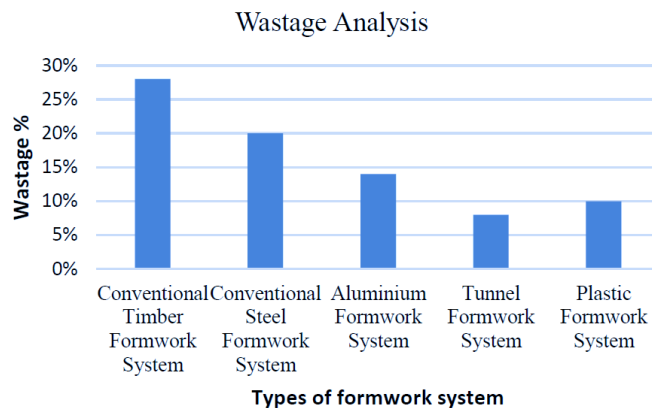 Wastage Analysis
30%
25%
20%
15%
10%
5%
0%
Wastage %
Conventional
Timber
Formwork
System
Conventional
Steel
Formwork
System
Aluminium
Formwork
System
Tunnel
Formwork
System
Plastic
Formwork
System
Types of formwork system